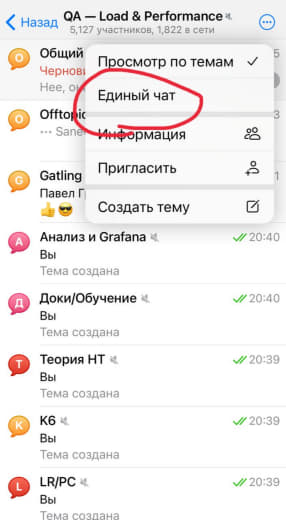 Назад
QA — Load & Performance
5,127 участников, 1,822 в сети
О
Общий
5
Чернови
Нее, он
Просмотр по темам ✓
Единый чат
Информация
Пригласить
Создать тему
O
Offtopic
Sane
G
Gatling
1
Павел Г
👍😎
А
Анализ и Grafana
20:40
Вы
Тема создана
Д
Доки/Обучение
20:40
Вы
Тема создана
Т
Теория НТ
20:39
Вы
Тема создана
K
K6
20:39
Вы
Тема создана
L
LR/PC
20:39
Вы
Тема создана